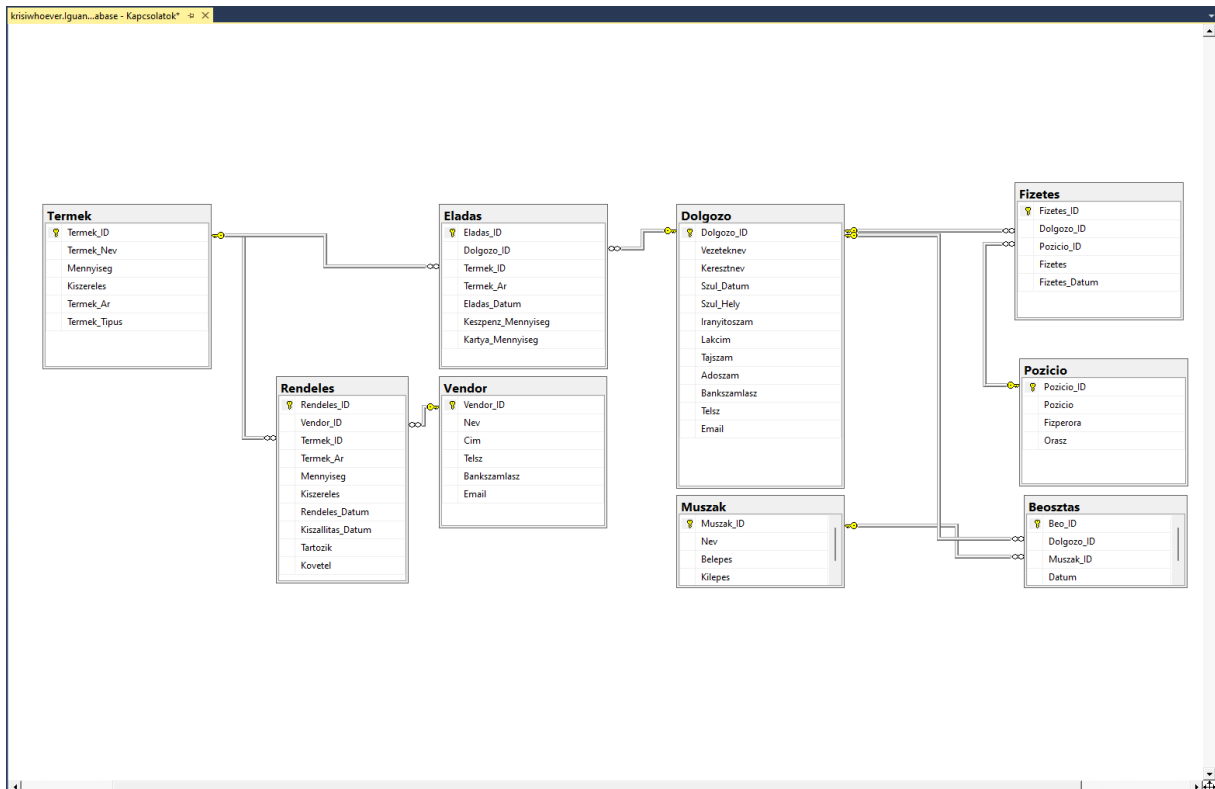 krisiwhoever.Iguan...abase - Kapcsolatok*
Termek
Termek_ID
Termek_Nev
Mennyiseg
Kiszereles
Termek_Ar
Termek_Tipus
Eladas
Eladas_ID
Dolgozo_ID
Termek_ID
Termek_Ar
Eladas_Datum
Keszpenz_Mennyiseg
Kartya_Mennyiseg
Dolgozo
Dolgozo_ID
Vezeteknev
Keresztnev
Szul_Datum
Szul_Hely
Iranyitoszam
Lakcim
Tajszam
Adoszam
Bankszamlasz
Telsz
Email
Fizetes
Fizetes_ID
Dolgozo_ID
Pozicio_ID
Fizetes
Fizetes_Datum
Pozicio
Pozicio_ID
Pozicio
Fizperora
Orasz
Rendeles
Rendeles_ID
Vendor_ID
Termek_ID
Termek_Ar
Mennyiseg
Kiszereles
Rendeles_Datum
Kiszallitas_Datum
Tartozik
Kovetel
Vendor
Vendor_ID
Nev
Cim
Telsz
Bankszamlasz
Email
Muszak
Muszak_ID
Nev
Belepes
Kilepes
Beosztas
Beo_ID
Dolgozo_ID
Muszak_ID
Datum